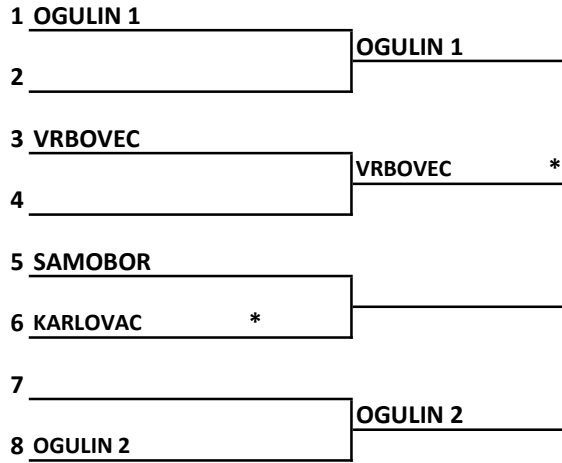 1 OGULIN 1
OGULIN 1
2
3 VRBOVEC
VRBOVEC *
4
5 SAMOBOR
6 KARLOVAC *
7
OGULIN 2
8 OGULIN 2